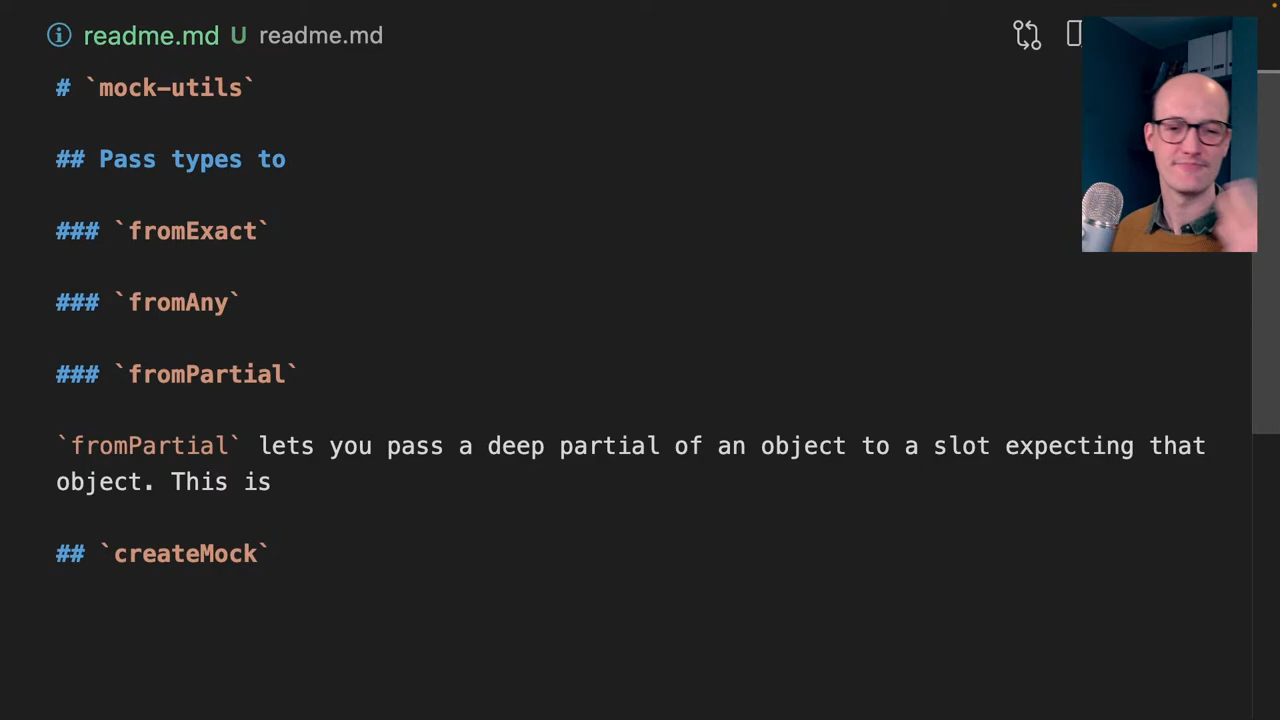 readme.md U readme.md
# `mock-utils`
## Pass types to
### `fromExact`
### `fromAny`
### `fromPartial`
`fromPartial` lets you pass a deep partial of an object to a slot expecting that
object. This is
## `createMock`